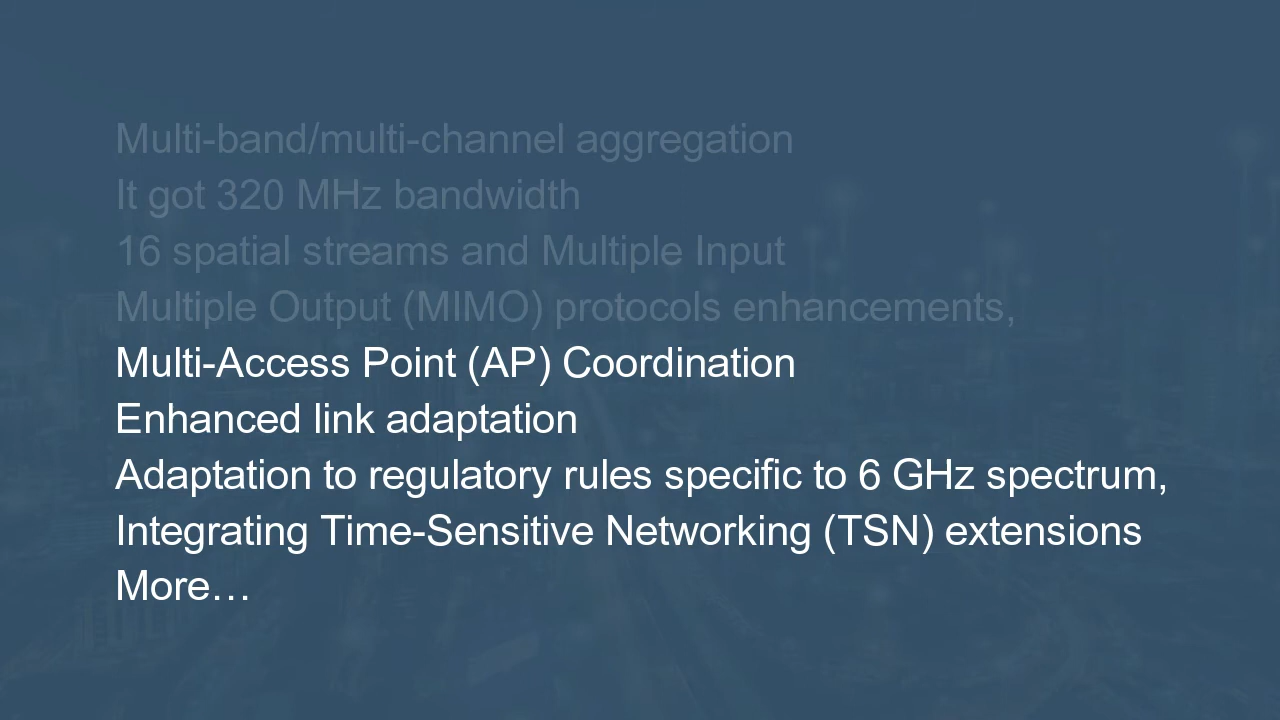 Multi-band/multi-channel aggregation
It got 320 MHz bandwidth
16 spatial streams and Multiple Input
Multiple Output (MIMO) protocols enhancements,
Multi-Access Point (AP) Coordination
Enhanced link adaptation
Adaptation to regulatory rules specific to 6 GHz spectrum,
Integrating Time-Sensitive Networking (TSN) extensions
More…